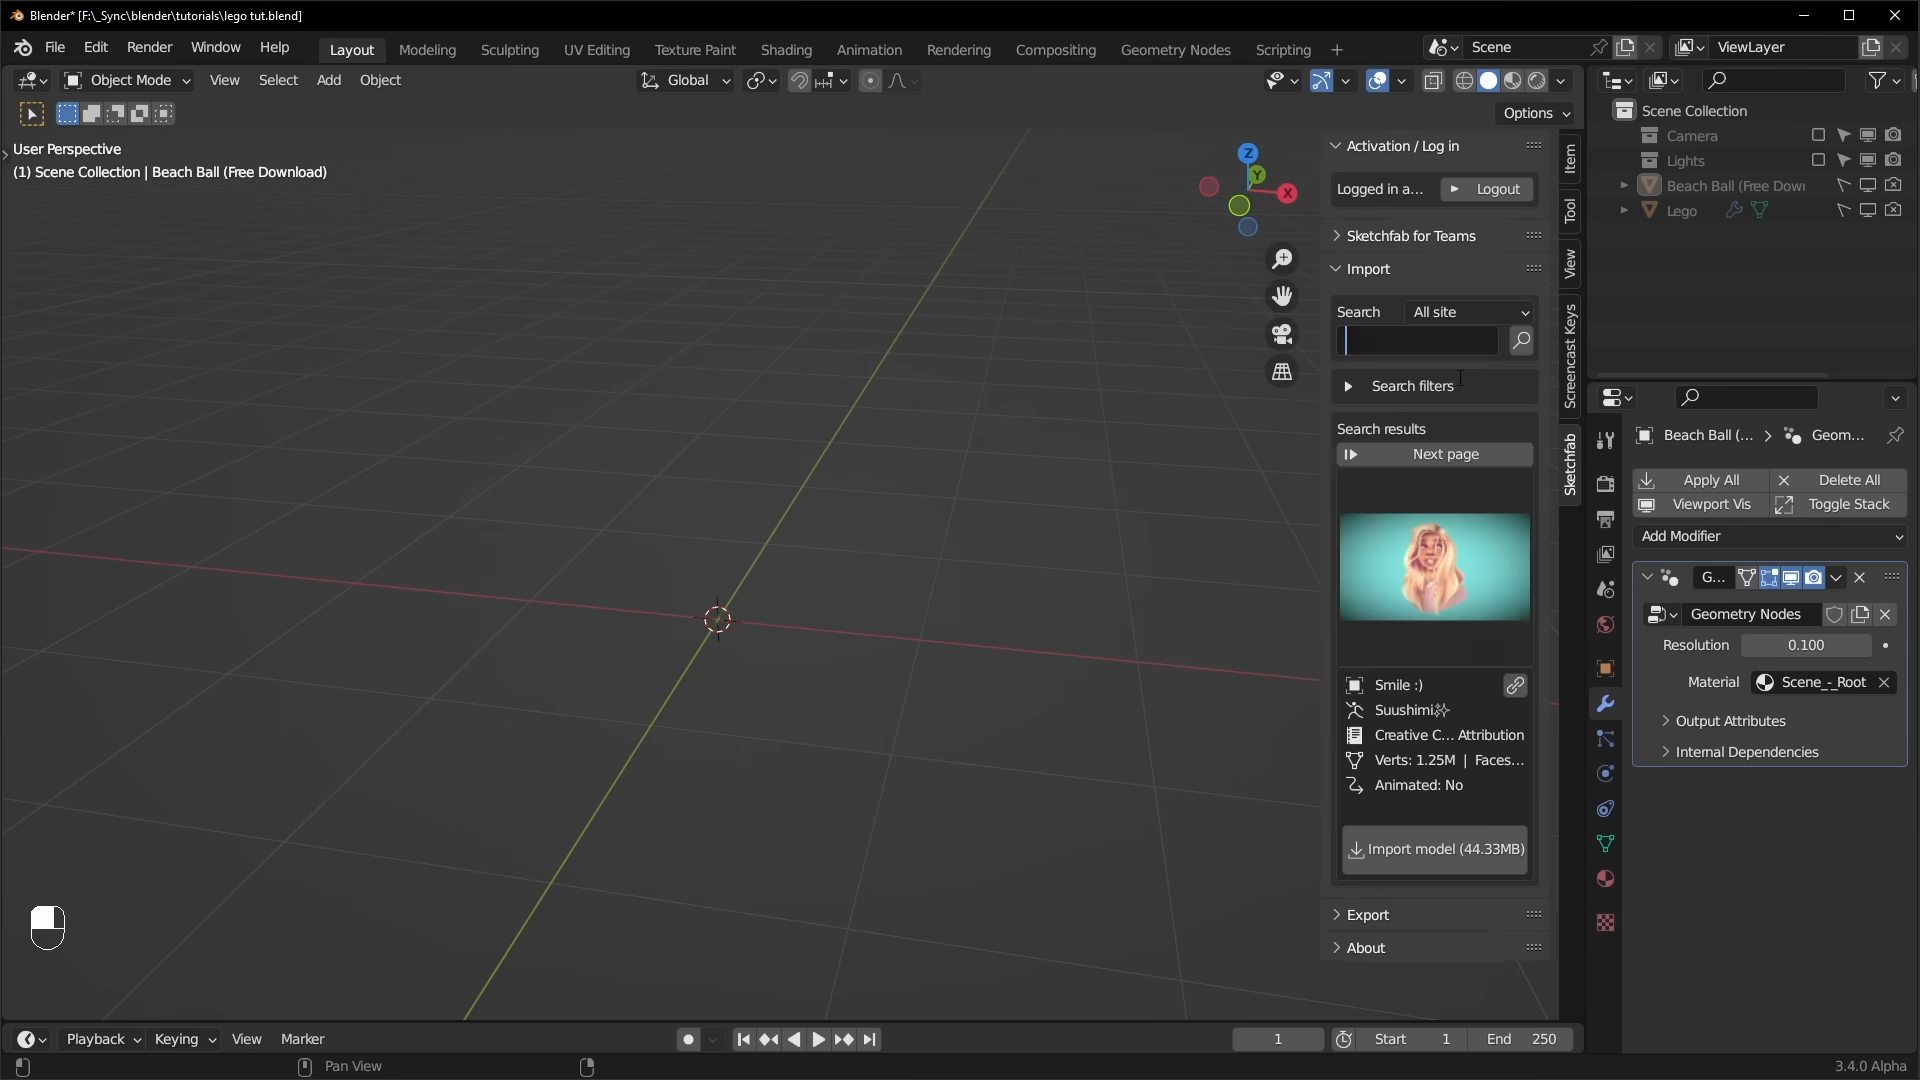 Blender* [F:\_Sync\blender\tutorials\lego tut.blend]
File Edit Render Window Help
Layout Modeling Sculpting UV Editing Texture Paint Shading Animation Rendering Compositing Geometry Nodes Scripting +
Scene
ViewLayer
Object Mode View Select Add Object
Global
Options
User Perspective
(1) Scene Collection | Beach Ball (Free Download)
Z
Y
X
Activation / Log in
Logged in a... Logout
Sketchfab for Teams
Import
Search All site
Search filters
Search results
Next page
Smile :)
Suushimi✨
Creative C... Attribution
Verts: 1.25M | Faces...
Animated: No
Import model (44.33MB)
Export
About
Item
Tool
View
Screencast Keys
Sketchfab
Scene Collection
Camera
Lights
Beach Ball (Free Dow
Lego
Beach Ball (... > Geom...
Apply All Delete All
Viewport Vis Toggle Stack
Add Modifier
G...
Geometry Nodes
Resolution 0.100
Material Scene_-_Root
Output Attributes
Internal Dependencies
Playback Keying View Marker
1 Start 1 End 250
Pan View
3.4.0 Alpha